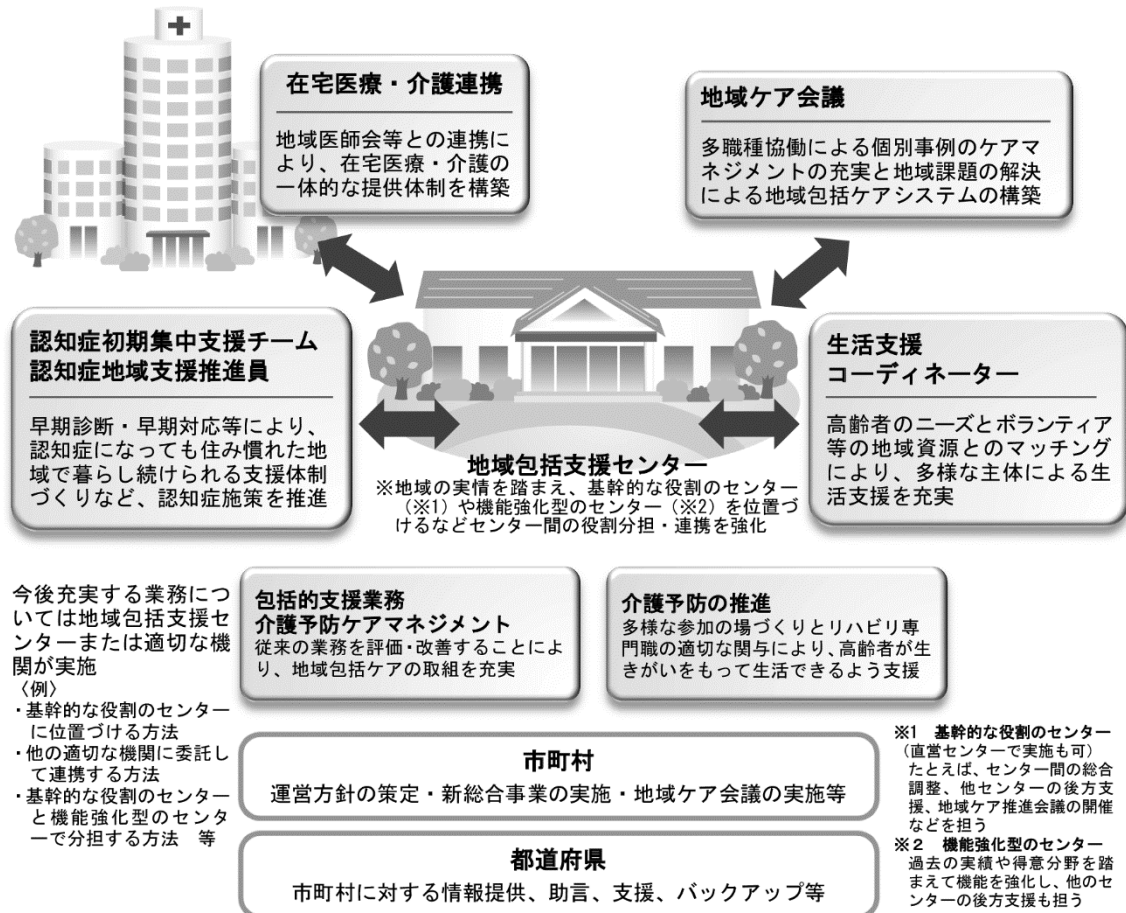 在宅医療・介護連携
地域医師会等との連携に
より、在宅医療・介護の
一体的な提供体制を構築
地域ケア会議
多職種協働による個別事例のケアマ
ネジメントの充実と地域課題の解決
による地域包括ケアシステムの構築
認知症初期集中支援チーム
認知症地域支援推進員
早期診断・早期対応等により、
認知症になっても住み慣れた地
域で暮らし続けられる支援体制
づくりなど、認知症施策を推進
生活支援
コーディネーター
高齢者のニーズとボランティア
等の地域資源とのマッチング
により、多様な主体による生
活支援を充実
地域包括支援センター
※地域の実情を踏まえ、基幹的な役割のセンター
（※1）や機能強化型のセンター（※2）を位置づ
けるなどセンター間の役割分担・連携を強化
今後充実する業務につ
いては地域包括支援セ
ンターまたは適切な機
関が実施
〈例〉
・基幹的な役割のセンター
に位置づける方法
・他の適切な機関に委託し
て連携する方法
・基幹的な役割のセンター
と機能強化型のセンタ
ーで分担する方法　等
包括的支援業務
介護予防ケアマネジメント
従来の業務を評価・改善することによ
り、地域包括ケアの取組を充実
介護予防の推進
多様な参加の場づくりとリハビリ専
門職の適切な関与により、高齢者が生
きがいをもって生活できるよう支援
市町村
運営方針の策定・新総合事業の実施・地域ケア会議の実施等
都道府県
市町村に対する情報提供、助言、支援、バックアップ等
※1　基幹的な役割のセンター
（直営センターで実施も可）
たとえば、センター間の総合
調整、他センターの後方支
援、地域ケア推進会議の開催
などを担う
※２　機能強化型のセンター
過去の実績や得意分野を踏
まえて機能を強化し、他のセ
ンターの後方支援も担う